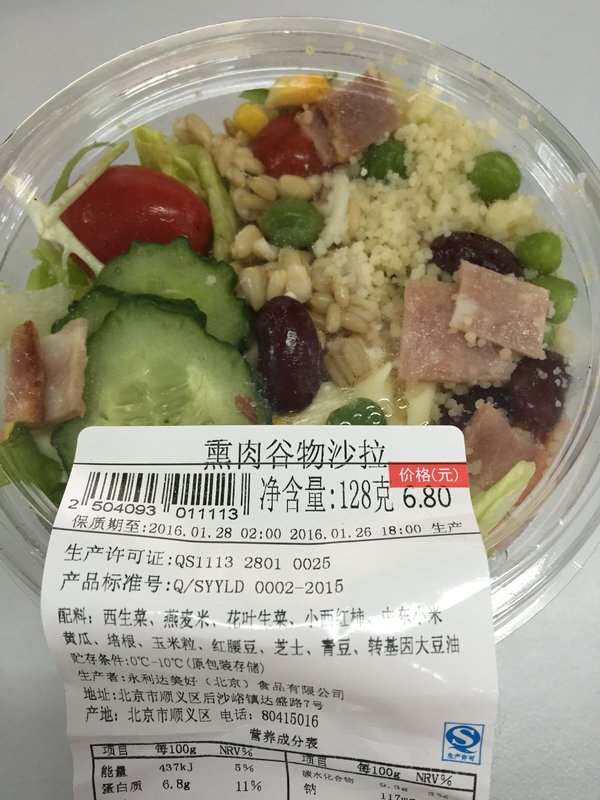 熏肉谷物沙拉
价格(元)
2 504093 011113 净含量:128克 6.80
保质期至:2016.01.28 02:00 2016.01.26 18:00 生产
生产许可证:QS1113 2801 0025
产品标准号:Q/SYYLD 0002-2015
配料: 西生菜、燕麦米、花叶生菜、小西红柿、中东小米
黄瓜、培根、玉米粒、红腰豆、芝士、青豆、转基因大豆油
贮存条件:0℃-10℃(原包装存储)
生产者:永利达美好（北京）食品有限公司
地址:北京市顺义区后沙峪镇达盛路7号
产地: 北京市顺义区 电话: 80415016
营养成分表
项目 每100g NRV% 项目 每100g NRV%
能量 437kJ 5% 碳水化合物
蛋白质 6.8g 11% 钠 117mg
生产许可